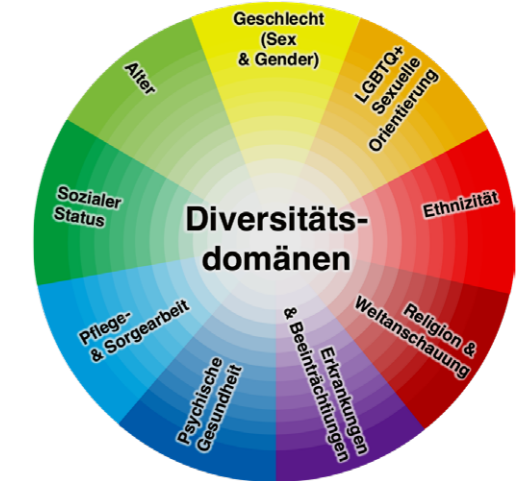 Geschlecht
(Sex
& Gender)
LGBTQ+
Sexuelle
Orientierung
Ethnizität
Religion &
Weltanschauung
Erkrankungen
& Beeinträchtiungen
Psychische
Gesundheit
Pflege-
& Sorgearbeit
Sozialer
Status
Alter
Diversitäts-
domänen